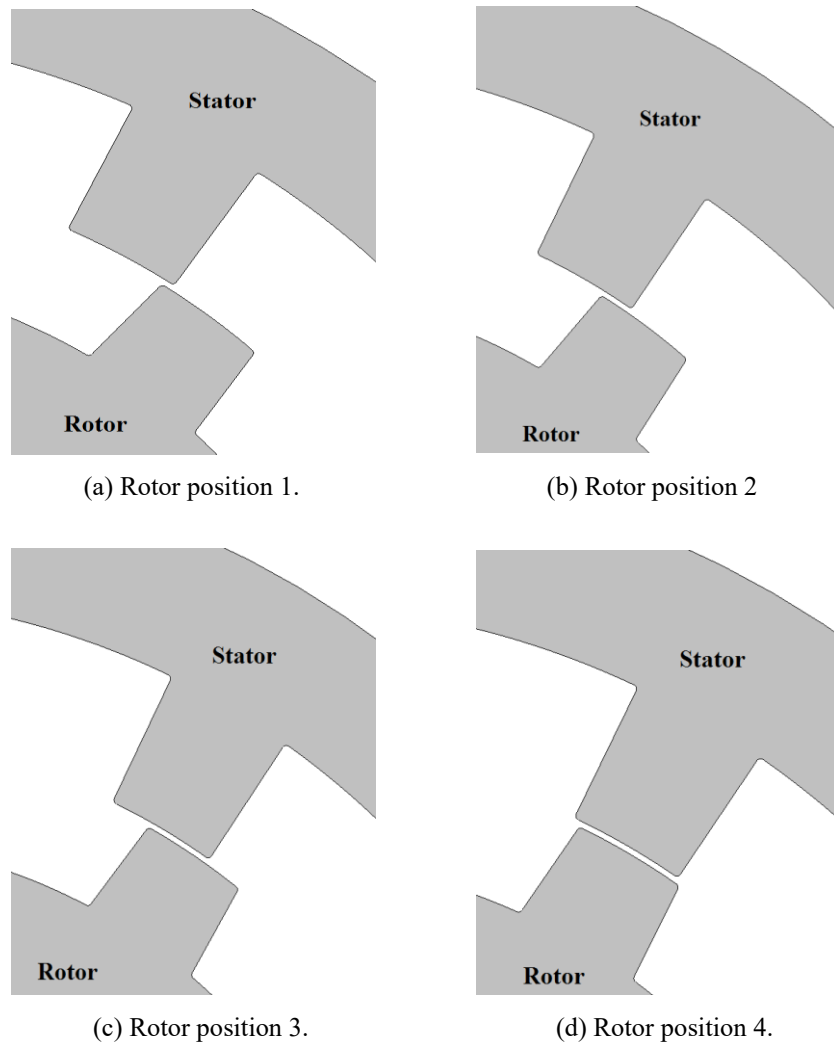 Stator
Rotor
(a) Rotor position 1.
Stator
Rotor
(b) Rotor position 2
Stator
Rotor
(c) Rotor position 3.
Stator
Rotor
(d) Rotor position 4.